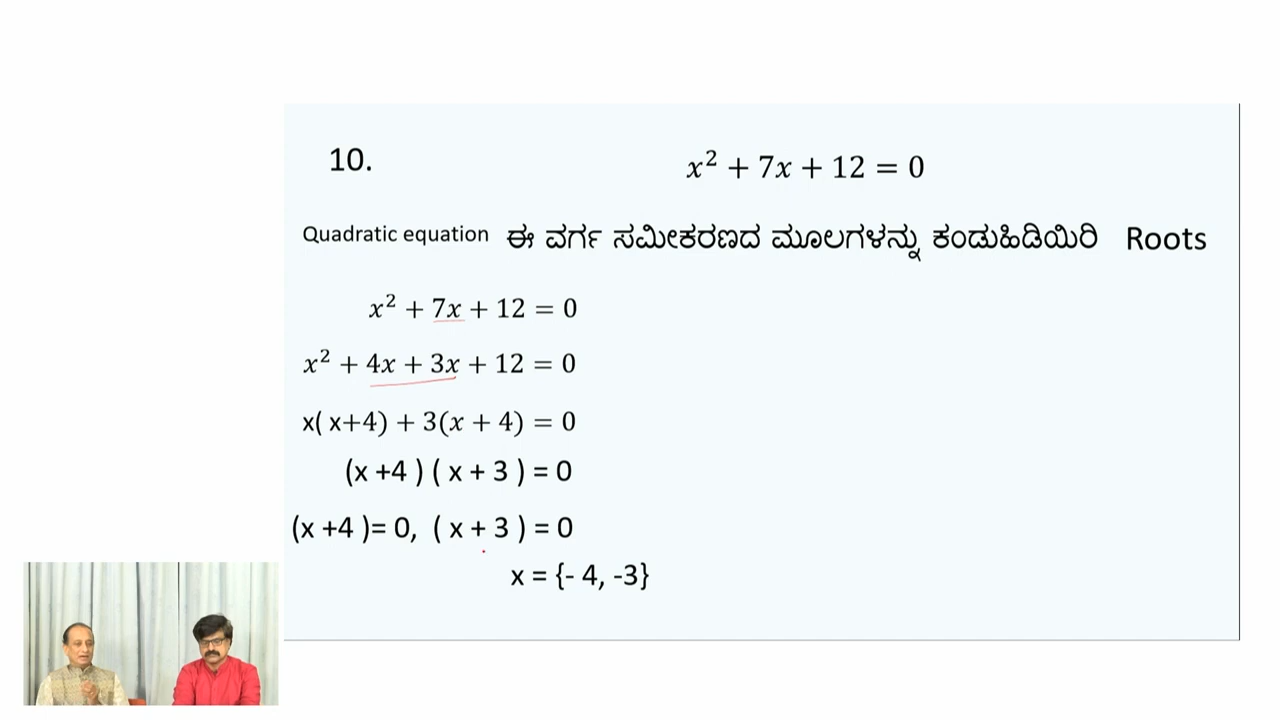 10. x² + 7x + 12 = 0
Quadratic equation ಈ ವರ್ಗ ಸಮೀಕರಣದ ಮೂಲಗಳನ್ನು ಕಂಡುಹಿಡಿಯಿರಿ Roots
x² + 7x + 12 = 0
x² + 4x + 3x + 12 = 0
x( x+4) + 3(x + 4) = 0
(x +4 ) ( x + 3 ) = 0
(x +4 )= 0, ( x + 3 ) = 0
x = {- 4, -3}